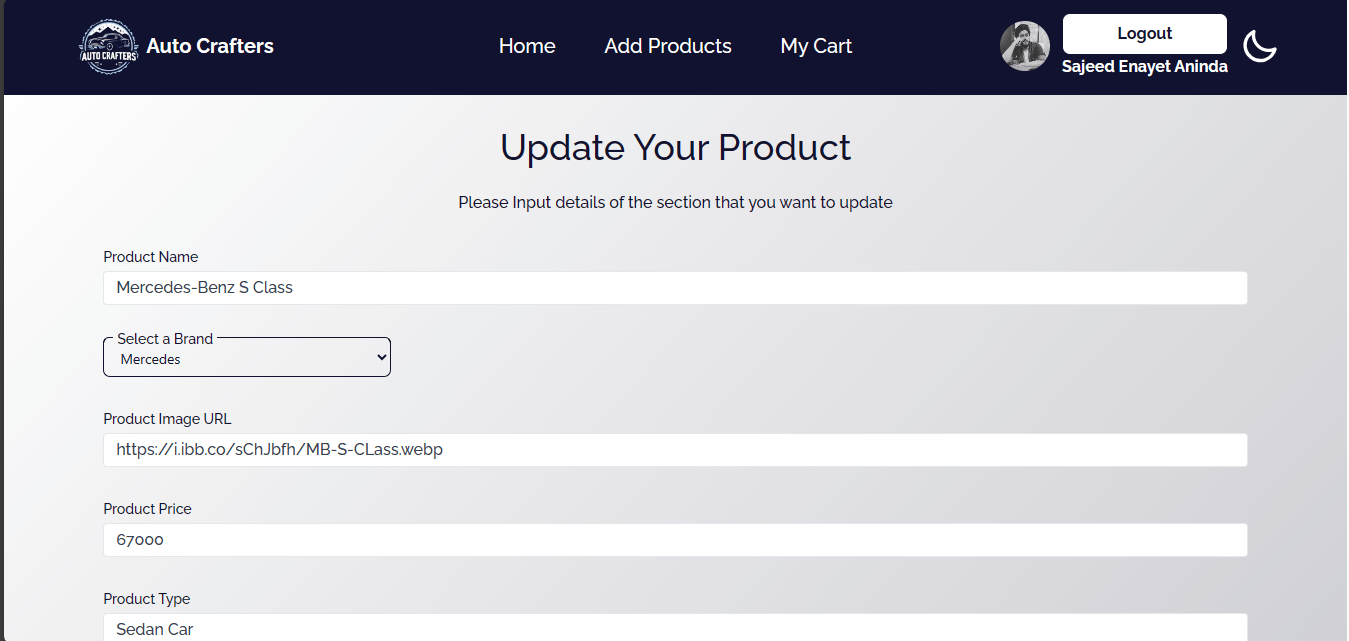 AUTO CRAFTERS
Auto Crafters
Home
Add Products
My Cart
Logout
Sajeed Enayet Aninda
Update Your Product
Please Input details of the section that you want to update
Product Name
Mercedes-Benz S Class
Select a Brand
Mercedes
Product Image URL
https://i.ibb.co/sChJbfh/MB-S-CLass.webp
Product Price
67000
Product Type
Sedan Car